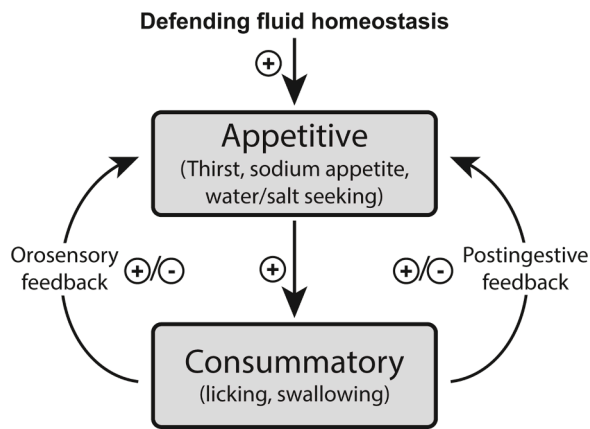 Defending fluid homeostasis
+
Appetitive
(Thirst, sodium appetite,
water/salt seeking)
Orosensory
feedback
+/-
+
+/-
Postingestive
feedback
Consummatory
(licking, swallowing)